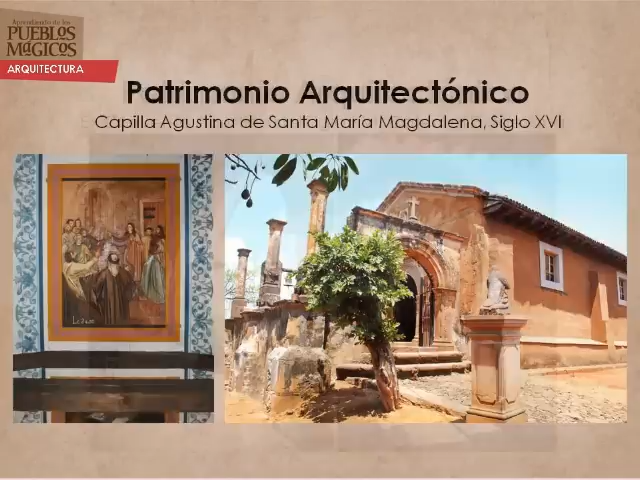 Aprendiendo de los
PUEBLOS
MáGICOS
ARQUITECTURA
Patrimonio Arquitectónico
Capilla Agustina de Santa María Magdalena, Siglo XVI